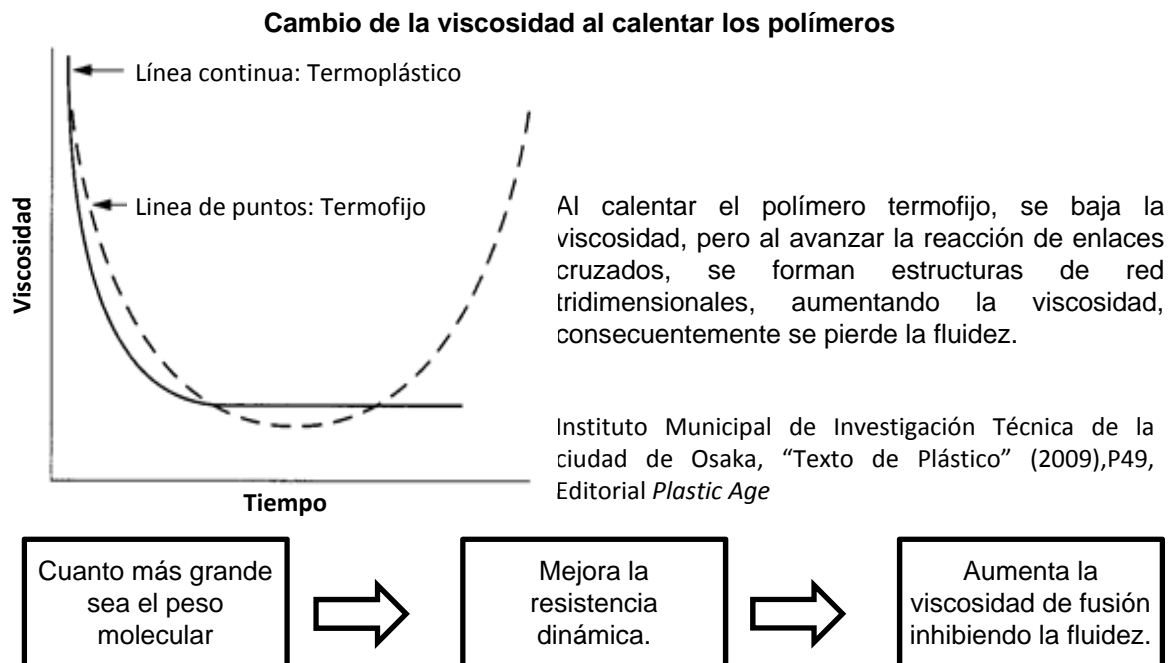 Cambio de la viscosidad al calentar los polímeros
Línea continua: Termoplástico
Linea de puntos: Termofijo
Viscosidad
Tiempo
Al calentar el polímero termofijo, se baja la
viscosidad, pero al avanzar la reacción de enlaces
cruzados, se forman estructuras de red
tridimensionales, aumentando la viscosidad,
consecuentemente se pierde la fluidez.
Instituto Municipal de Investigación Técnica de la
ciudad de Osaka, “Texto de Plástico” (2009),P49,
Editorial Plastic Age
Cuanto más grande
sea el peso
molecular
Mejora la
resistencia
dinámica.
Aumenta la
viscosidad de fusión
inhibiendo la fluidez.